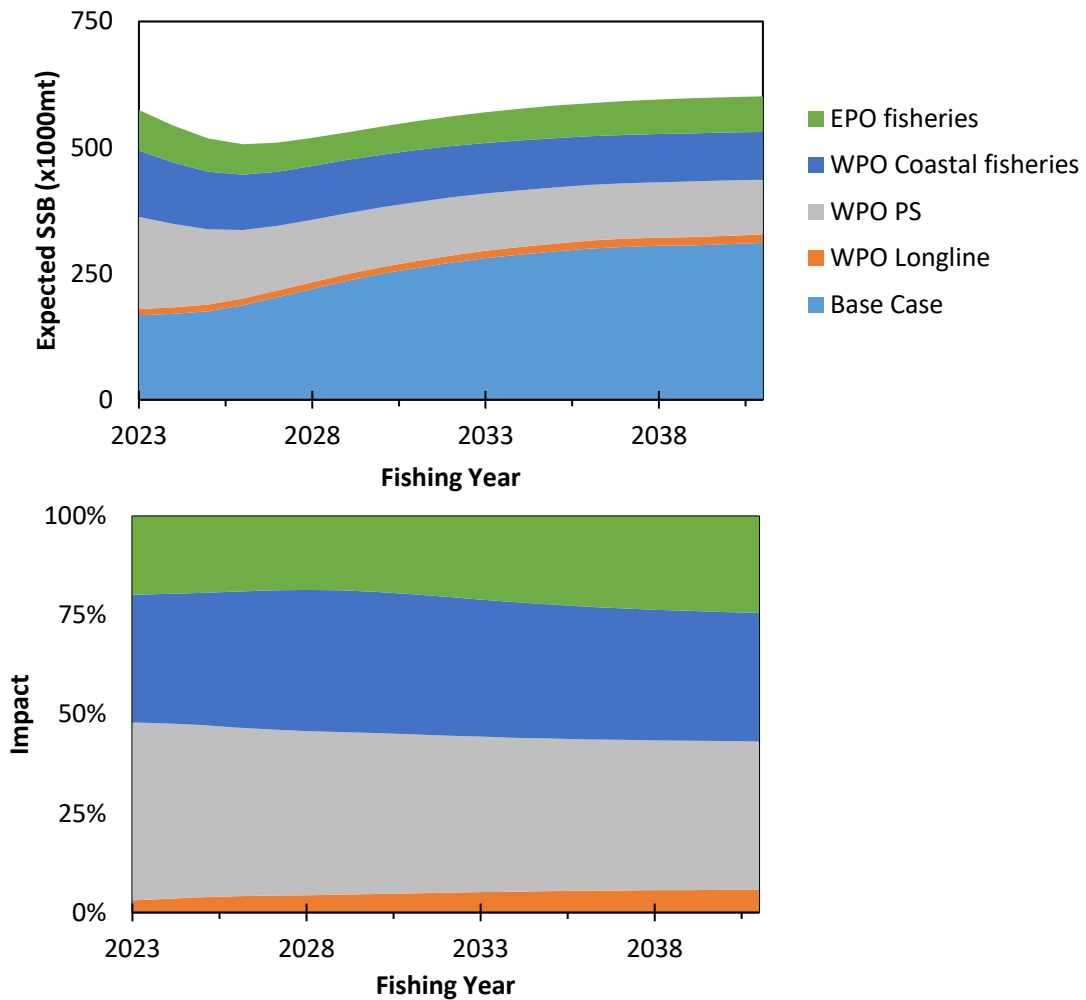 750
500
250
0
Expected SSB (x1000mt)
2023
2028
2033
2038
Fishing Year
EPO fisheries
WPO Coastal fisheries
WPO PS
WPO Longline
Base Case
100%
75%
50%
25%
0%
Impact
2023
2028
2033
2038
Fishing Year